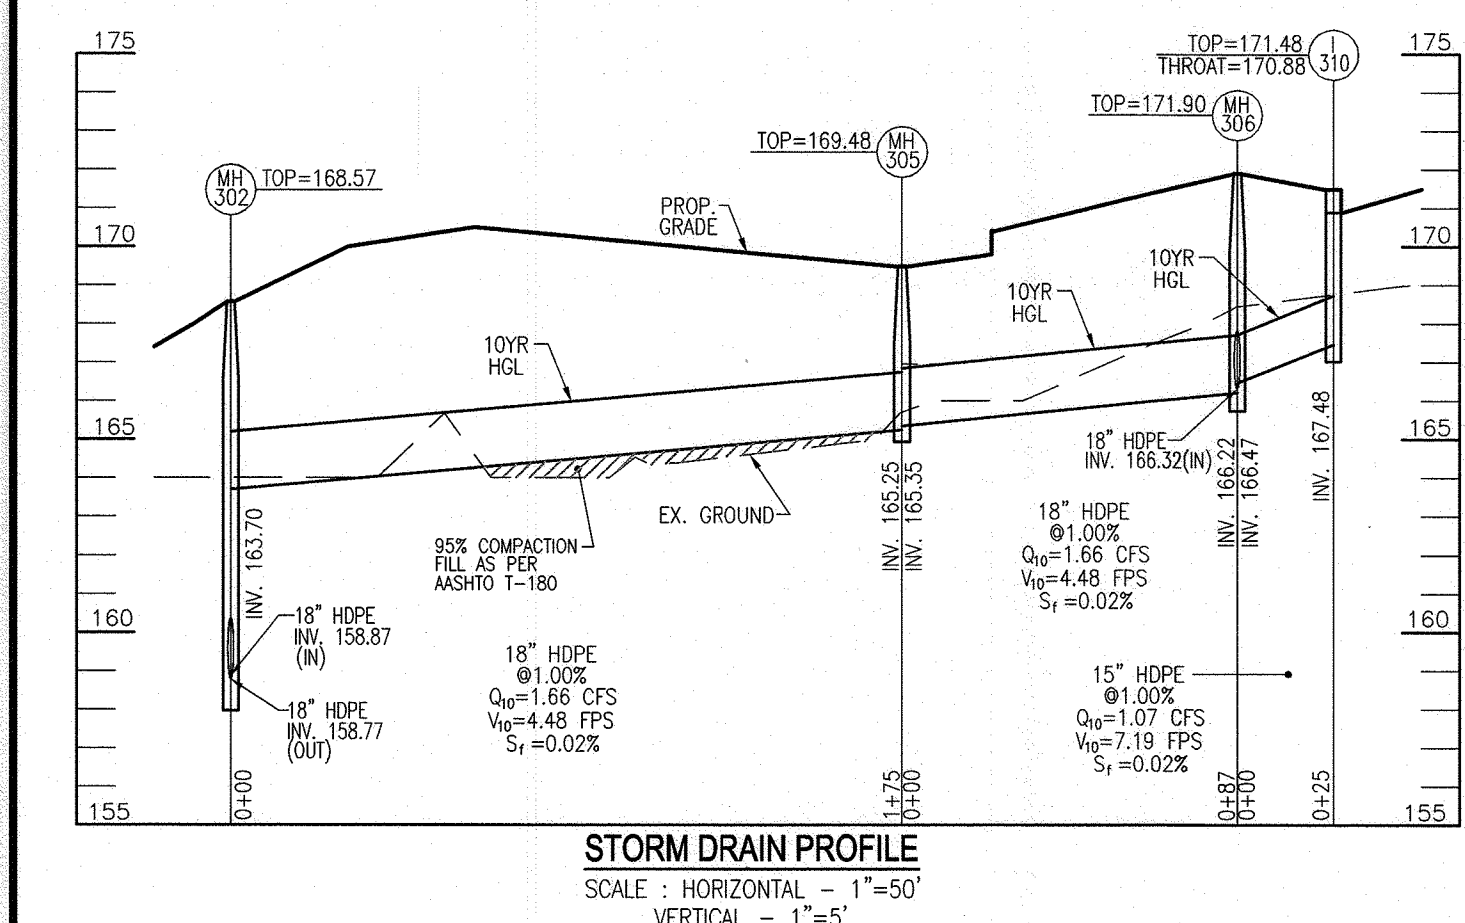 175
170
165
160
155
MH
302
TOP=168.57
TOP=169.48
MH
305
TOP=171.90
MH
306
TOP=171.48
THROAT=170.88
I
310
175
170
165
160
155
PROP.
GRADE
10YR
HGL
10YR
HGL
10YR
HGL
INV. 163.70
18" HDPE
INV. 158.87
(IN)
18" HDPE
INV. 158.77
(OUT)
95% COMPACTION
FILL AS PER
AASHTO T-180
EX. GROUND
18" HDPE
@1.00%
Q10=1.66 CFS
V10=4.48 FPS
Sf =0.02%
INV. 165.25
INV. 165.35
18" HDPE
INV. 166.32(IN)
18" HDPE
@1.00%
Q10=1.66 CFS
V10=4.48 FPS
Sf =0.02%
INV. 166.22
INV. 166.47
INV. 167.48
15" HDPE
@1.00%
Q10=1.07 CFS
V10=7.19 FPS
Sf =0.02%
0+00
1+75
0+00
0+87
0+00
0+25
STORM DRAIN PROFILE
SCALE : HORIZONTAL - 1"=50'
VERTICAL - 1"=5'